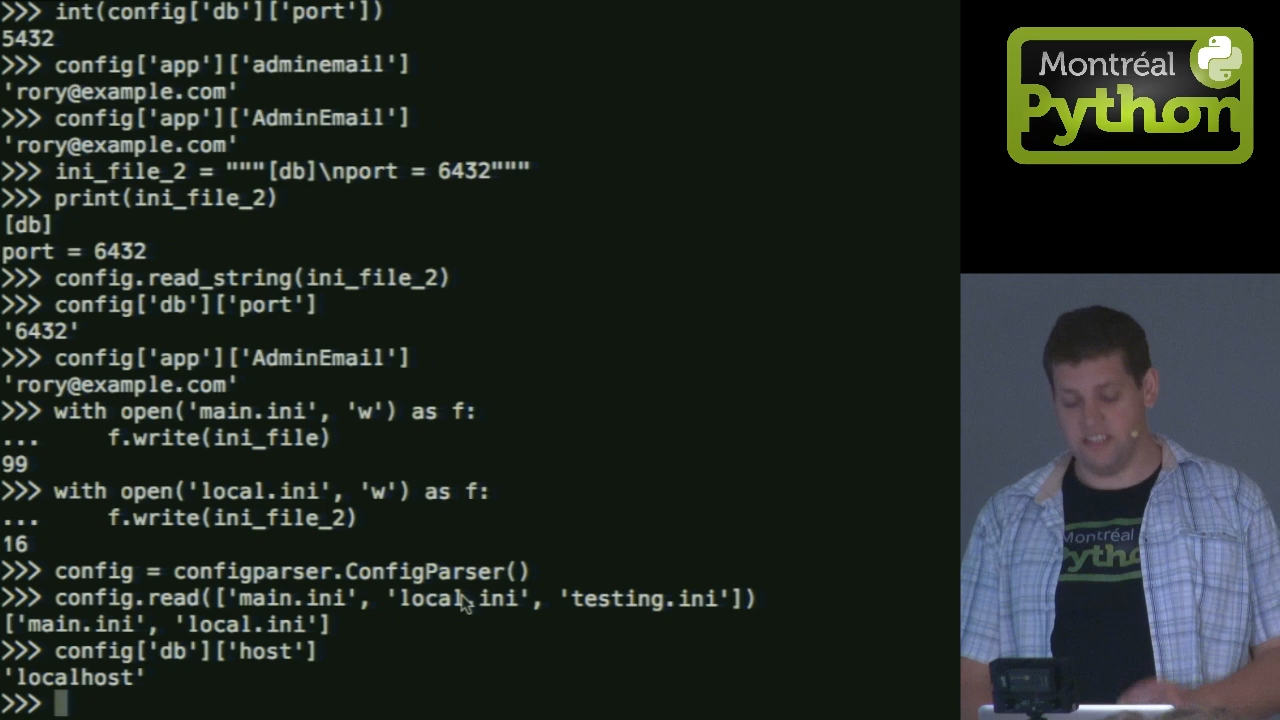 >>> int(config['db']['port'])
5432
>>> config['app']['adminemail']
'rory@example.com'
>>> config['app']['AdminEmail']
'rory@example.com'
>>> ini_file_2 = """[db]\nport = 6432"""
>>> print(ini_file_2)
[db]
port = 6432
>>> config.read_string(ini_file_2)
>>> config['db']['port']
'6432'
>>> config['app']['AdminEmail']
'rory@example.com'
>>> with open('main.ini', 'w') as f:
...     f.write(ini_file)
99
>>> with open('local.ini', 'w') as f:
...     f.write(ini_file_2)
16
>>> config = configparser.ConfigParser()
>>> config.read(['main.ini', 'local.ini', 'testing.ini'])
['main.ini', 'local.ini']
>>> config['db']['host']
'localhost'
>>>
Montréal
Python
Montréal
Pytho